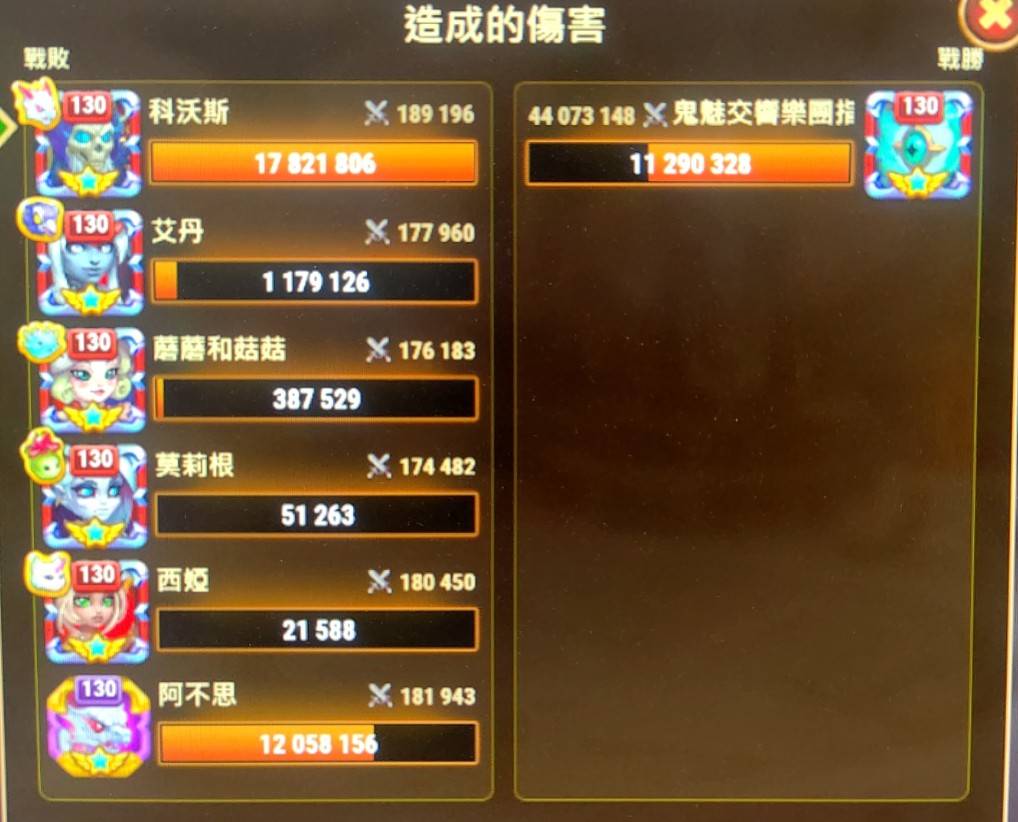 造成的傷害
戰敗
戰勝
130 科沃斯 189 196
17 821 806
130 艾丹 177 960
1 179 126
130 蘑蘑和菇菇 176 183
387 529
130 莫莉根 174 482
51 263
130 西婭 180 450
21 588
130 阿不思 181 943
12 058 156
44 073 148 鬼魅交響樂團指 130
11 290 328